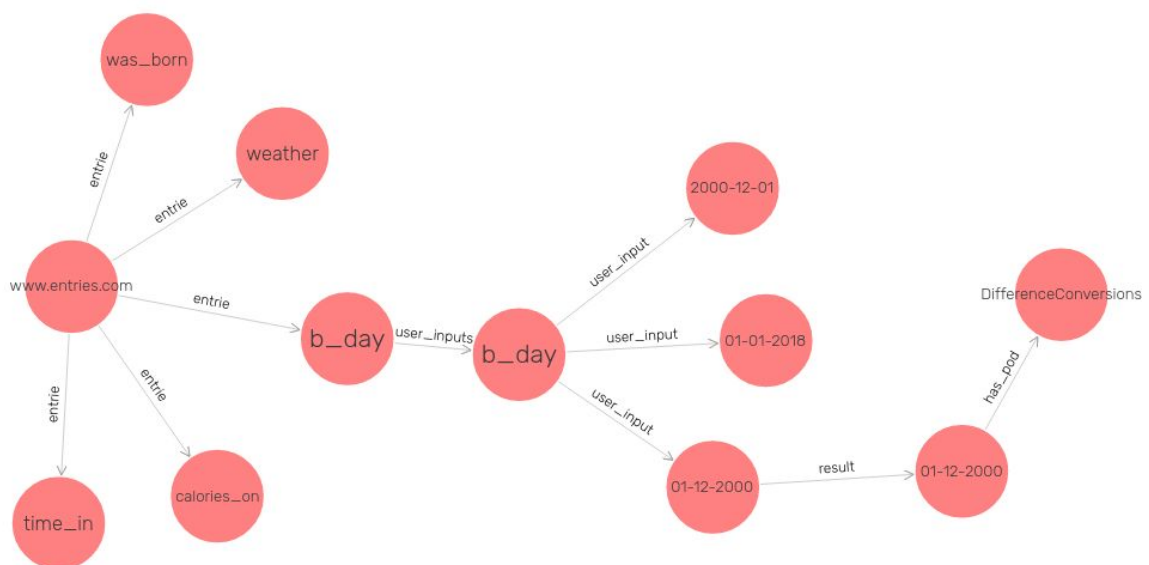 was_born
entrie
weather
entrie
www.entries.com
entrie
b_day
user_inputs
b_day
user_input
2000-12-01
user_input
01-01-2018
user_input
01-12-2000
result
01-12-2000
has_pod
DifferenceConversions
entrie
calories_on
entrie
time_in